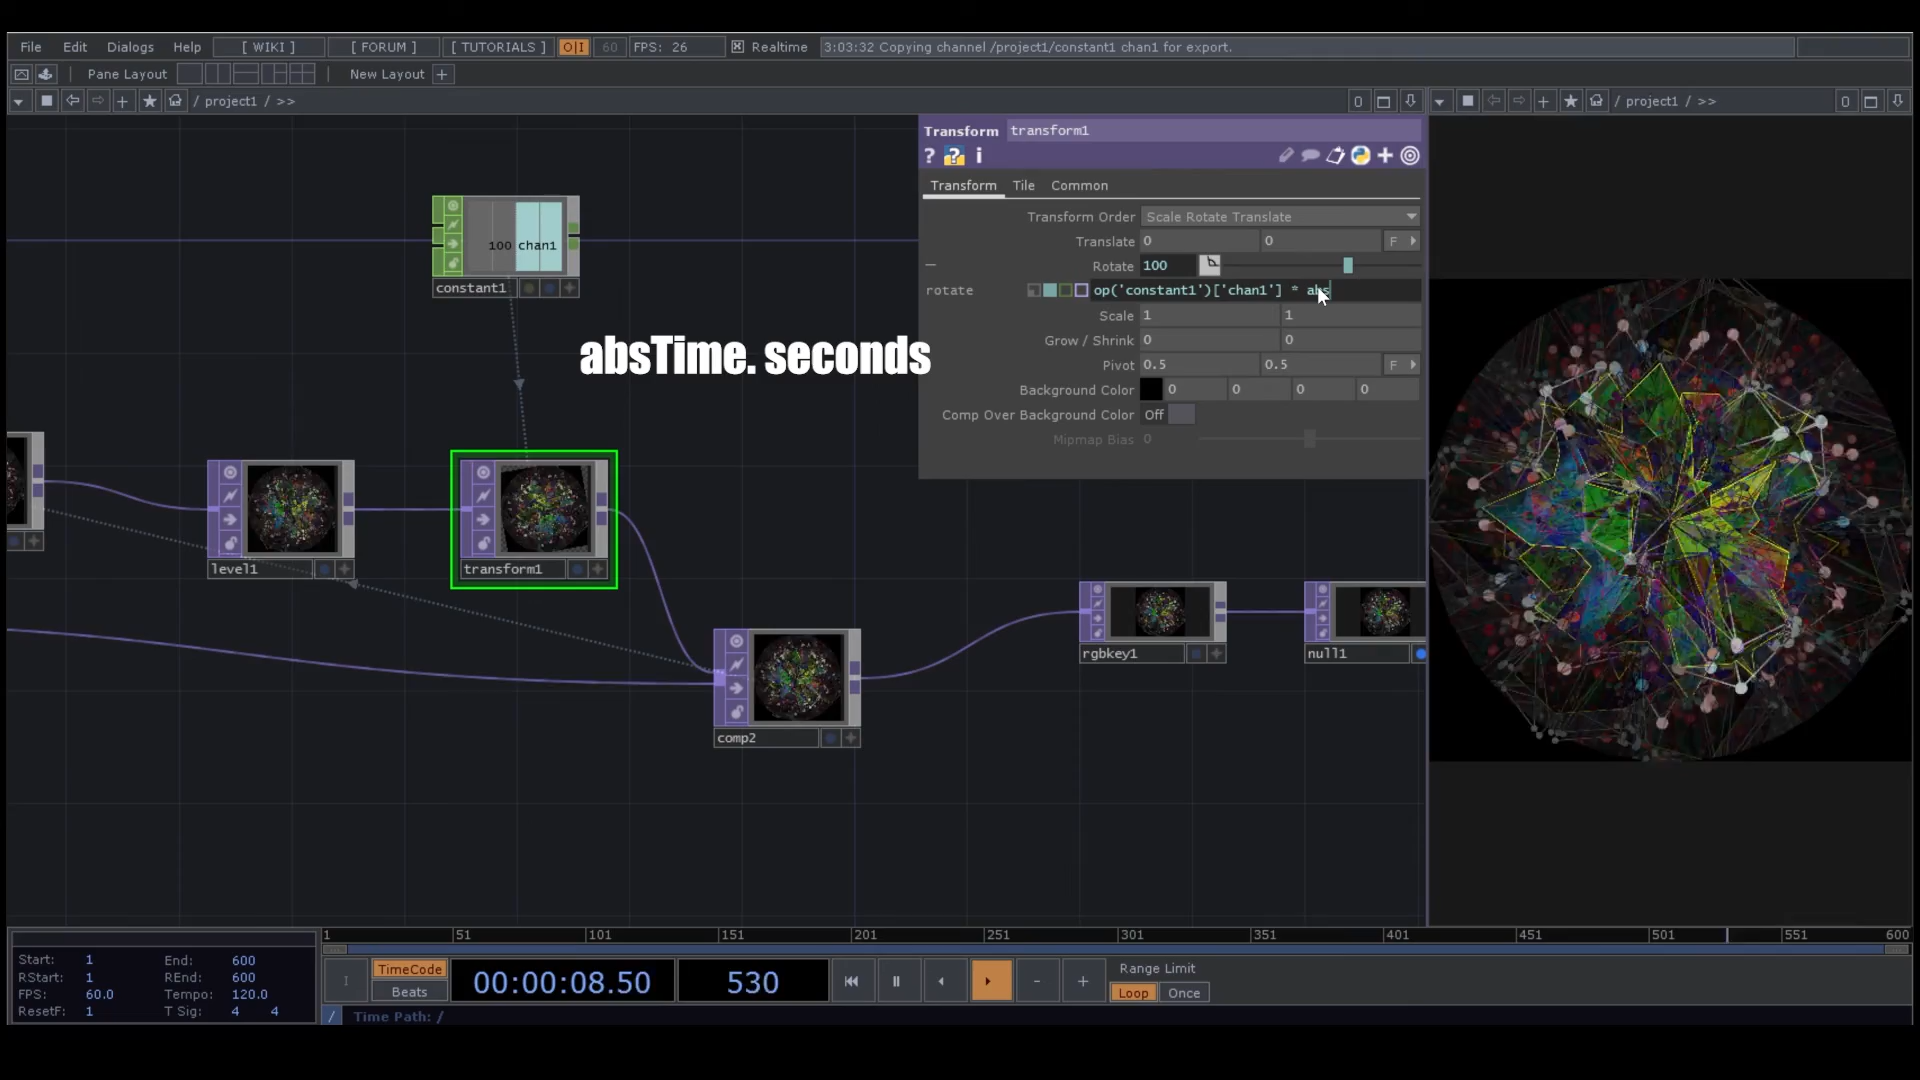 File Edit Dialogs Help [ WIKI ] [ FORUM ] [ TUTORIALS ] O|I 60 FPS: 26 Realtime 3:03:32 Copying channel /project1/constant1 chan1 for export.
Pane Layout New Layout +
/ project1 / >> 0
/ project1 / >> 0
Transform transform1
? ? i
Transform Tile Common
Transform Order Scale Rotate Translate
Translate 0 0 F
Rotate 100
rotate op('constant1')['chan1'] * abs
Scale 1 1
Grow / Shrink 0 0
Pivot 0.5 0.5 F
Background Color 0 0 0 0
Comp Over Background Color Off
Mipmap Bias 0
100 chan1
constant1
absTime. seconds
level1
transform1
rgbkey1
null1
comp2
1 51 101 151 201 251 301 351 401 451 501 551 600
Start: 1 End: 600
RStart: 1 REnd: 600
FPS: 60.0 Tempo: 120.0
ResetF: 1 T Sig: 4 4
TimeCode
Beats
00:00:08.50 530
Range Limit
Loop Once
/ Time Path: /